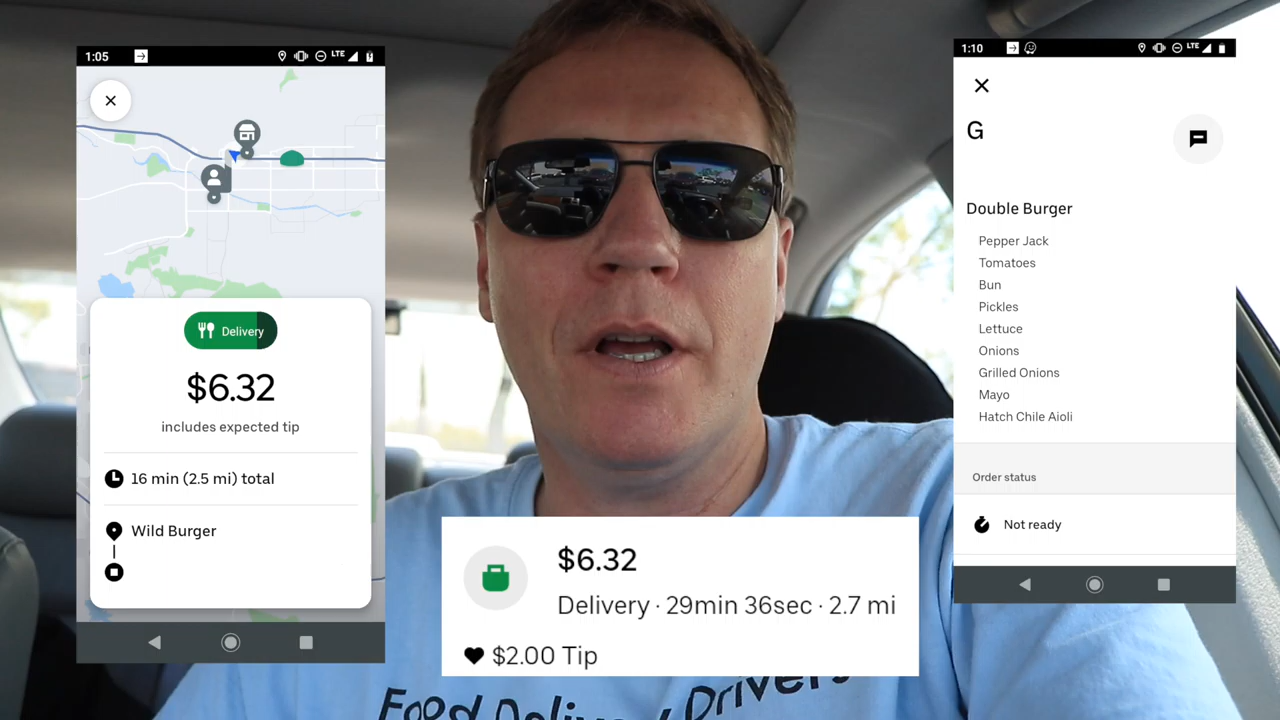 1:05
LTE
Delivery
$6.32
includes expected tip
16 min (2.5 mi) total
Wild Burger
$6.32
Delivery · 29min 36sec · 2.7 mi
$2.00 Tip
Food Delivery Drivers
1:10
LTE
G
Double Burger
Pepper Jack
Tomatoes
Bun
Pickles
Lettuce
Onions
Grilled Onions
Mayo
Hatch Chile Aioli
Order status
Not ready